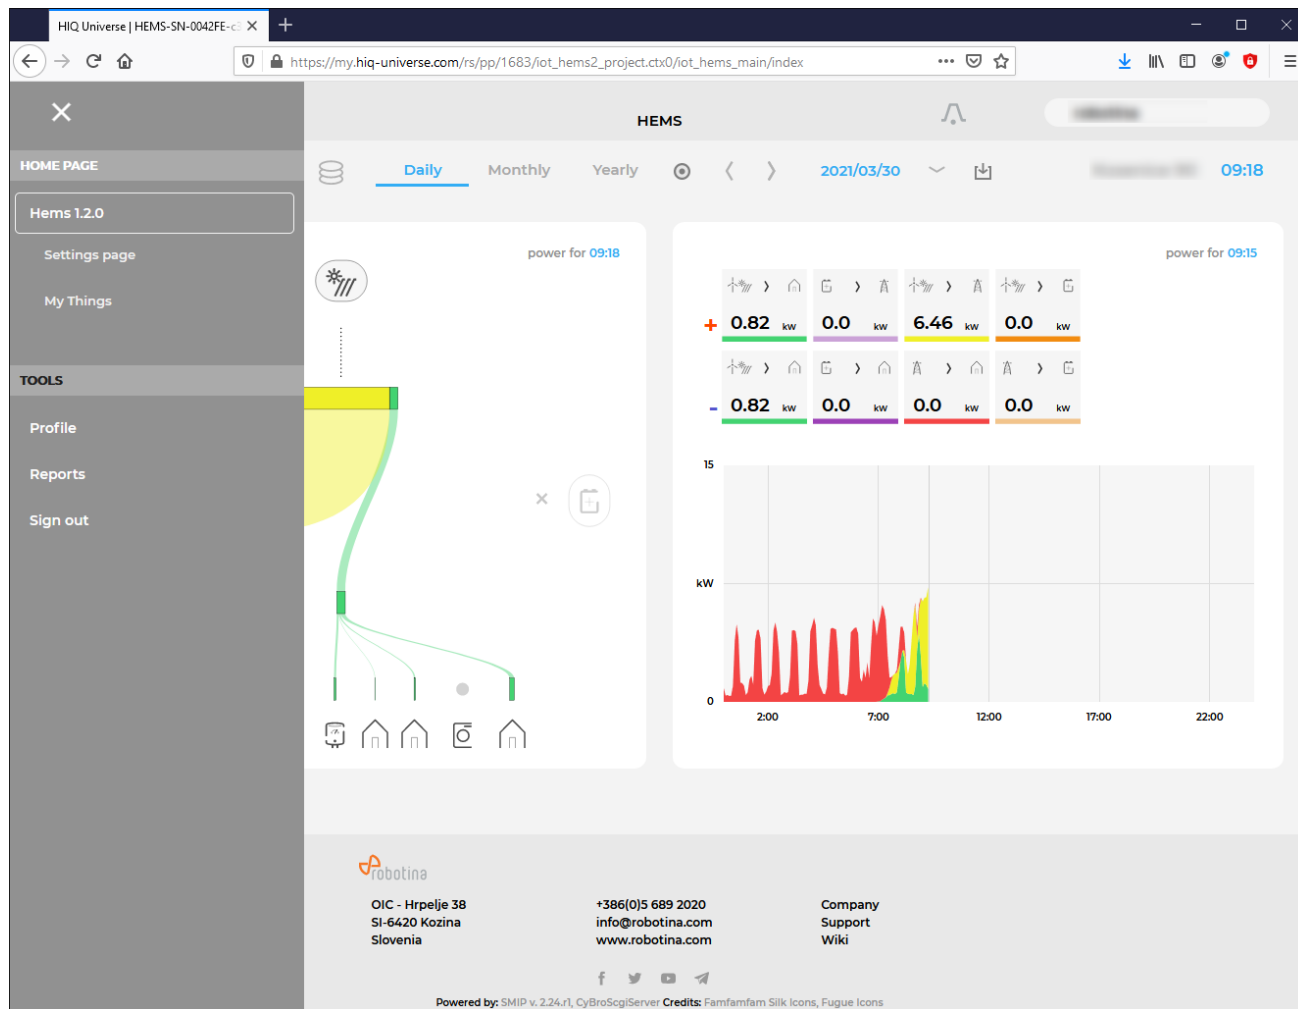 HIQ Universe | HEMS-SN-0042FE-c3
https://my.hiq-universe.com/rs/pp/1683/iot_hems2_project.ctx0/iot_hems_main/index
HEMS
HOME PAGE
Hems 1.2.0
Settings page
My Things
TOOLS
Profile
Reports
Sign out
Daily Monthly Yearly 2021/03/30 09:18
power for 09:18
power for 09:15
+ 0.82 kw 0.0 kw 6.46 kw 0.0 kw
- 0.82 kw 0.0 kw 0.0 kw 0.0 kw
15
kW
0
2:00 7:00 12:00 17:00 22:00
robotina
OIC - Hrpelje 38
SI-6420 Kozina
Slovenia
+386(0)5 689 2020
info@robotina.com
www.robotina.com
Company
Support
Wiki
Powered by: SMIP v. 2.24.r1, CyBroScgiServer Credits: Famfamfam Silk Icons, Fugue Icons